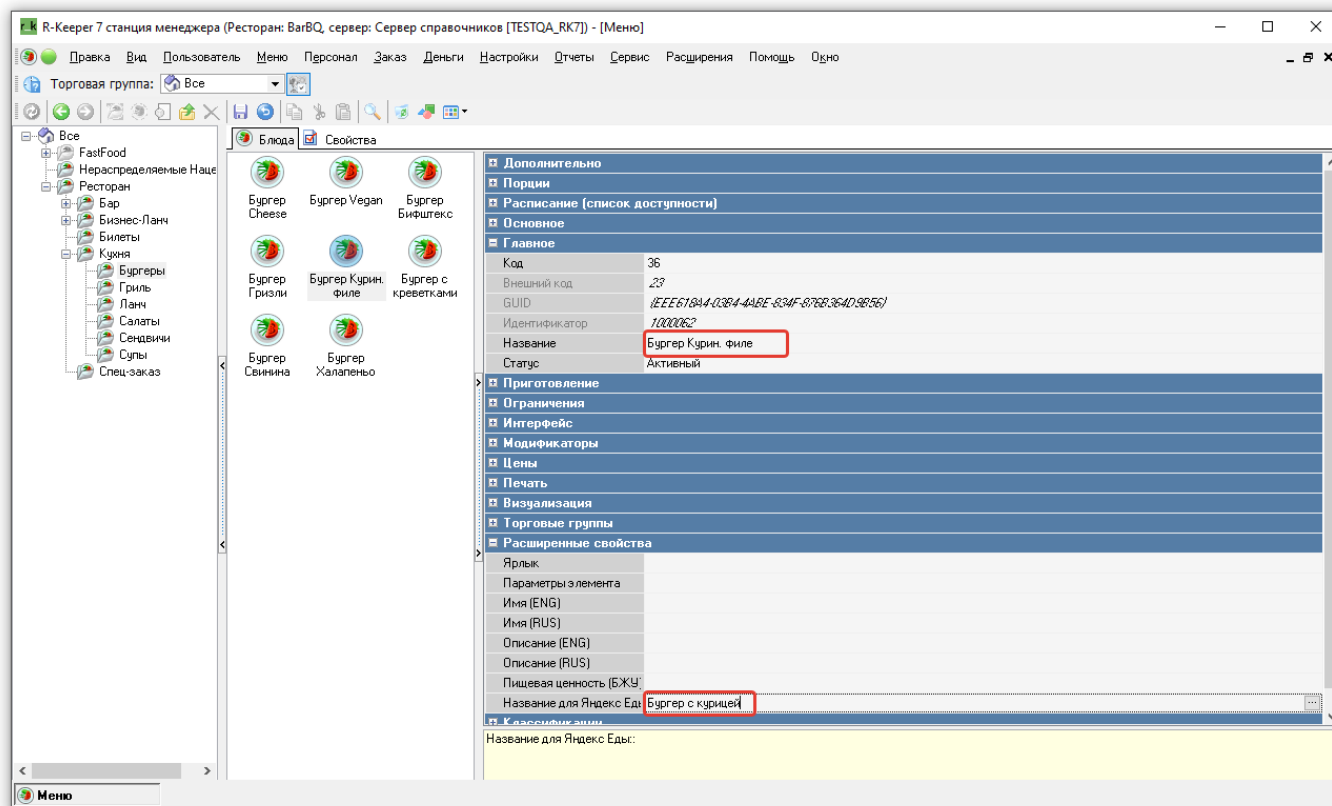 R-Keeper 7 станция менеджера (Ресторан: BarBQ, сервер: Сервер справочников [TESTQA_RK7]) - [Меню]
Правка Вид Пользователь Меню Персонал Заказ Деньги Настройки Отчеты Сервис Расширения Помощь Окно
Торговая группа: Все
Все
FastFood
Нераспределяемые Наце
Ресторан
Бар
Бизнес-Ланч
Билеты
Кухня
Бургеры
Гриль
Ланч
Салаты
Сендвичи
Супы
Спец-заказ
Блюда Свойства
Бургер Cheese
Бургер Vegan
Бургер Бифштекс
Бургер Гризли
Бургер Курин. филе
Бургер с креветками
Бургер Свинина
Бургер Халапеньо
Дополнительно
Порции
Расписание (список доступности)
Основное
Главное
Код 36
Внешний код 23
GUID {EEE618A4-03B4-4ABE-834F-876B364D9B56}
Идентификатор 1000062
Название Бургер Курин. филе
Статус Активный
Приготовление
Ограничения
Интерфейс
Модификаторы
Цены
Печать
Визуализация
Торговые группы
Расширенные свойства
Ярлык
Параметры элемента
Имя (ENG)
Имя (RUS)
Описание (ENG)
Описание (RUS)
Пищевая ценность (БЖУ)
Название для Яндекс Еды Бургер с курицей
Классификации
Название для Яндекс Еды::
Меню